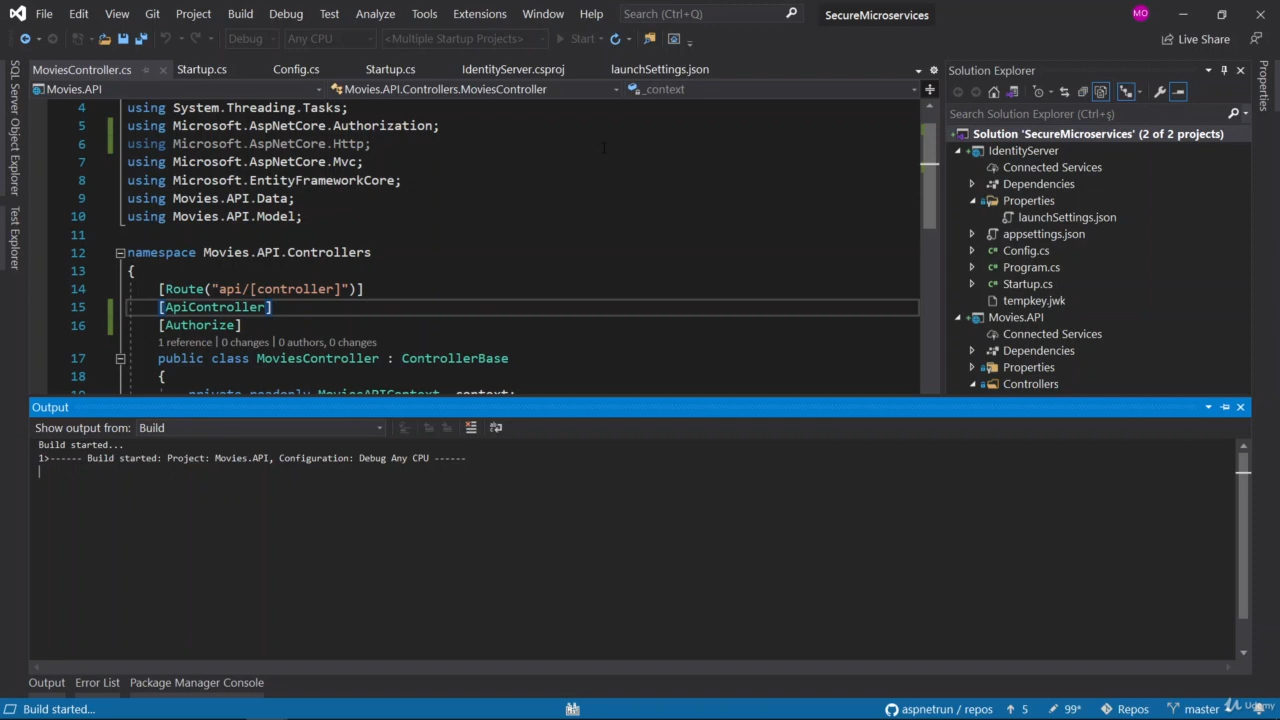 File Edit View Git Project Build Debug Test Analyze Tools Extensions Window Help Search (Ctrl+Q) SecureMicroservices MO
Debug Any CPU <Multiple Startup Projects> Start Live Share
MoviesController.cs Startup.cs Config.cs Startup.cs IdentityServer.csproj launchSettings.json
Movies.API Movies.API.Controllers.MoviesController _context
SQL Server Object Explorer
Test Explorer
4 using System.Threading.Tasks;
5 using Microsoft.AspNetCore.Authorization;
6 using Microsoft.AspNetCore.Http;
7 using Microsoft.AspNetCore.Mvc;
8 using Microsoft.EntityFrameworkCore;
9 using Movies.API.Data;
10 using Movies.API.Model;
11
12 namespace Movies.API.Controllers
13 {
14 [Route("api/[controller]")]
15 [ApiController]
16 [Authorize]
1 reference | 0 changes | 0 authors, 0 changes
17 public class MoviesController : ControllerBase
18 {
private readonly MoviesAPIContext _context;
Solution Explorer
Search Solution Explorer (Ctrl+ş)
Solution 'SecureMicroservices' (2 of 2 projects)
IdentityServer
Connected Services
Dependencies
Properties
launchSettings.json
appsettings.json
Config.cs
Program.cs
Startup.cs
tempkey.jwk
Movies.API
Connected Services
Dependencies
Properties
Controllers
Properties
Output
Show output from: Build
Build started...
1>------ Build started: Project: Movies.API, Configuration: Debug Any CPU ------
Output Error List Package Manager Console
Build started... aspnetrun / repos 5 99* Repos master
Udemy